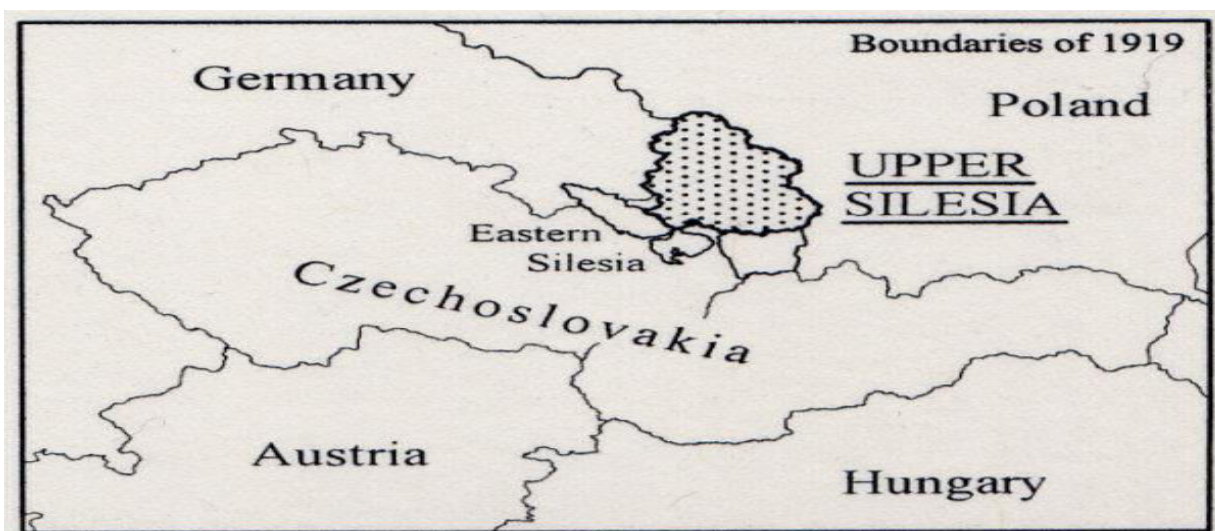 Boundaries of 1919
Germany
Poland
UPPER
SILESIA
Eastern
Silesia
Czechoslovakia
Austria
Hungary